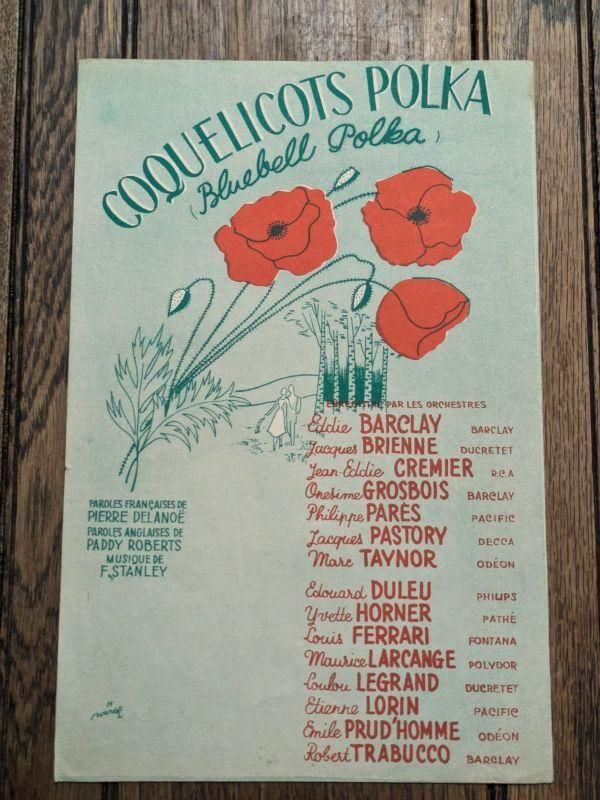 COQUELICOTS POLKA
(Bluebell Polka)
ENREGISTRÉ PAR LES ORCHESTRES
Eddie BARCLAY BARCLAY
Jacques BRIENNE DUCRETET
Jean-Eddie CREMIER R.C.A
Onesime GROSBOIS BARCLAY
Philippe PARÈS PACIFIC
Jacques PASTORY DECCA
Marc TAYNOR ODÉON
PAROLES FRANÇAISES DE
PIERRE DELANOË
PAROLES ANGLAISES DE
PADDY ROBERTS
MUSIQUE DE
F. STANLEY
Edouard DULEU PHILIPS
Yvette HORNER PATHÉ
Louis FERRARI FONTANA
Maurice LARCANGE POLYDOR
Loulou LEGRAND DUCRETET
Etienne LORIN PACIFIC
Emile PRUD'HOMME ODÉON
Robert TRABUCCO BARCLAY